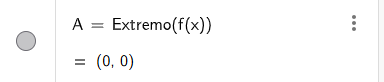 A = Extremo(f(x))
= (0, 0)